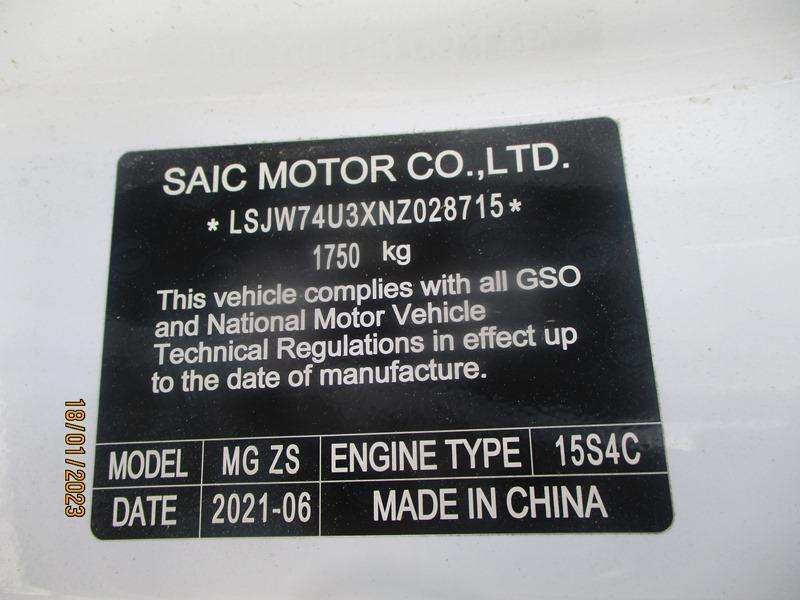 SAIC MOTOR CO.,LTD.
* LSJW74U3XNZ028715 *
1750 kg
This vehicle complies with all GSO
and National Motor Vehicle
Technical Regulations in effect up
to the date of manufacture.
MODEL MG ZS ENGINE TYPE 15S4C
DATE 2021-06 MADE IN CHINA
18/01/2023